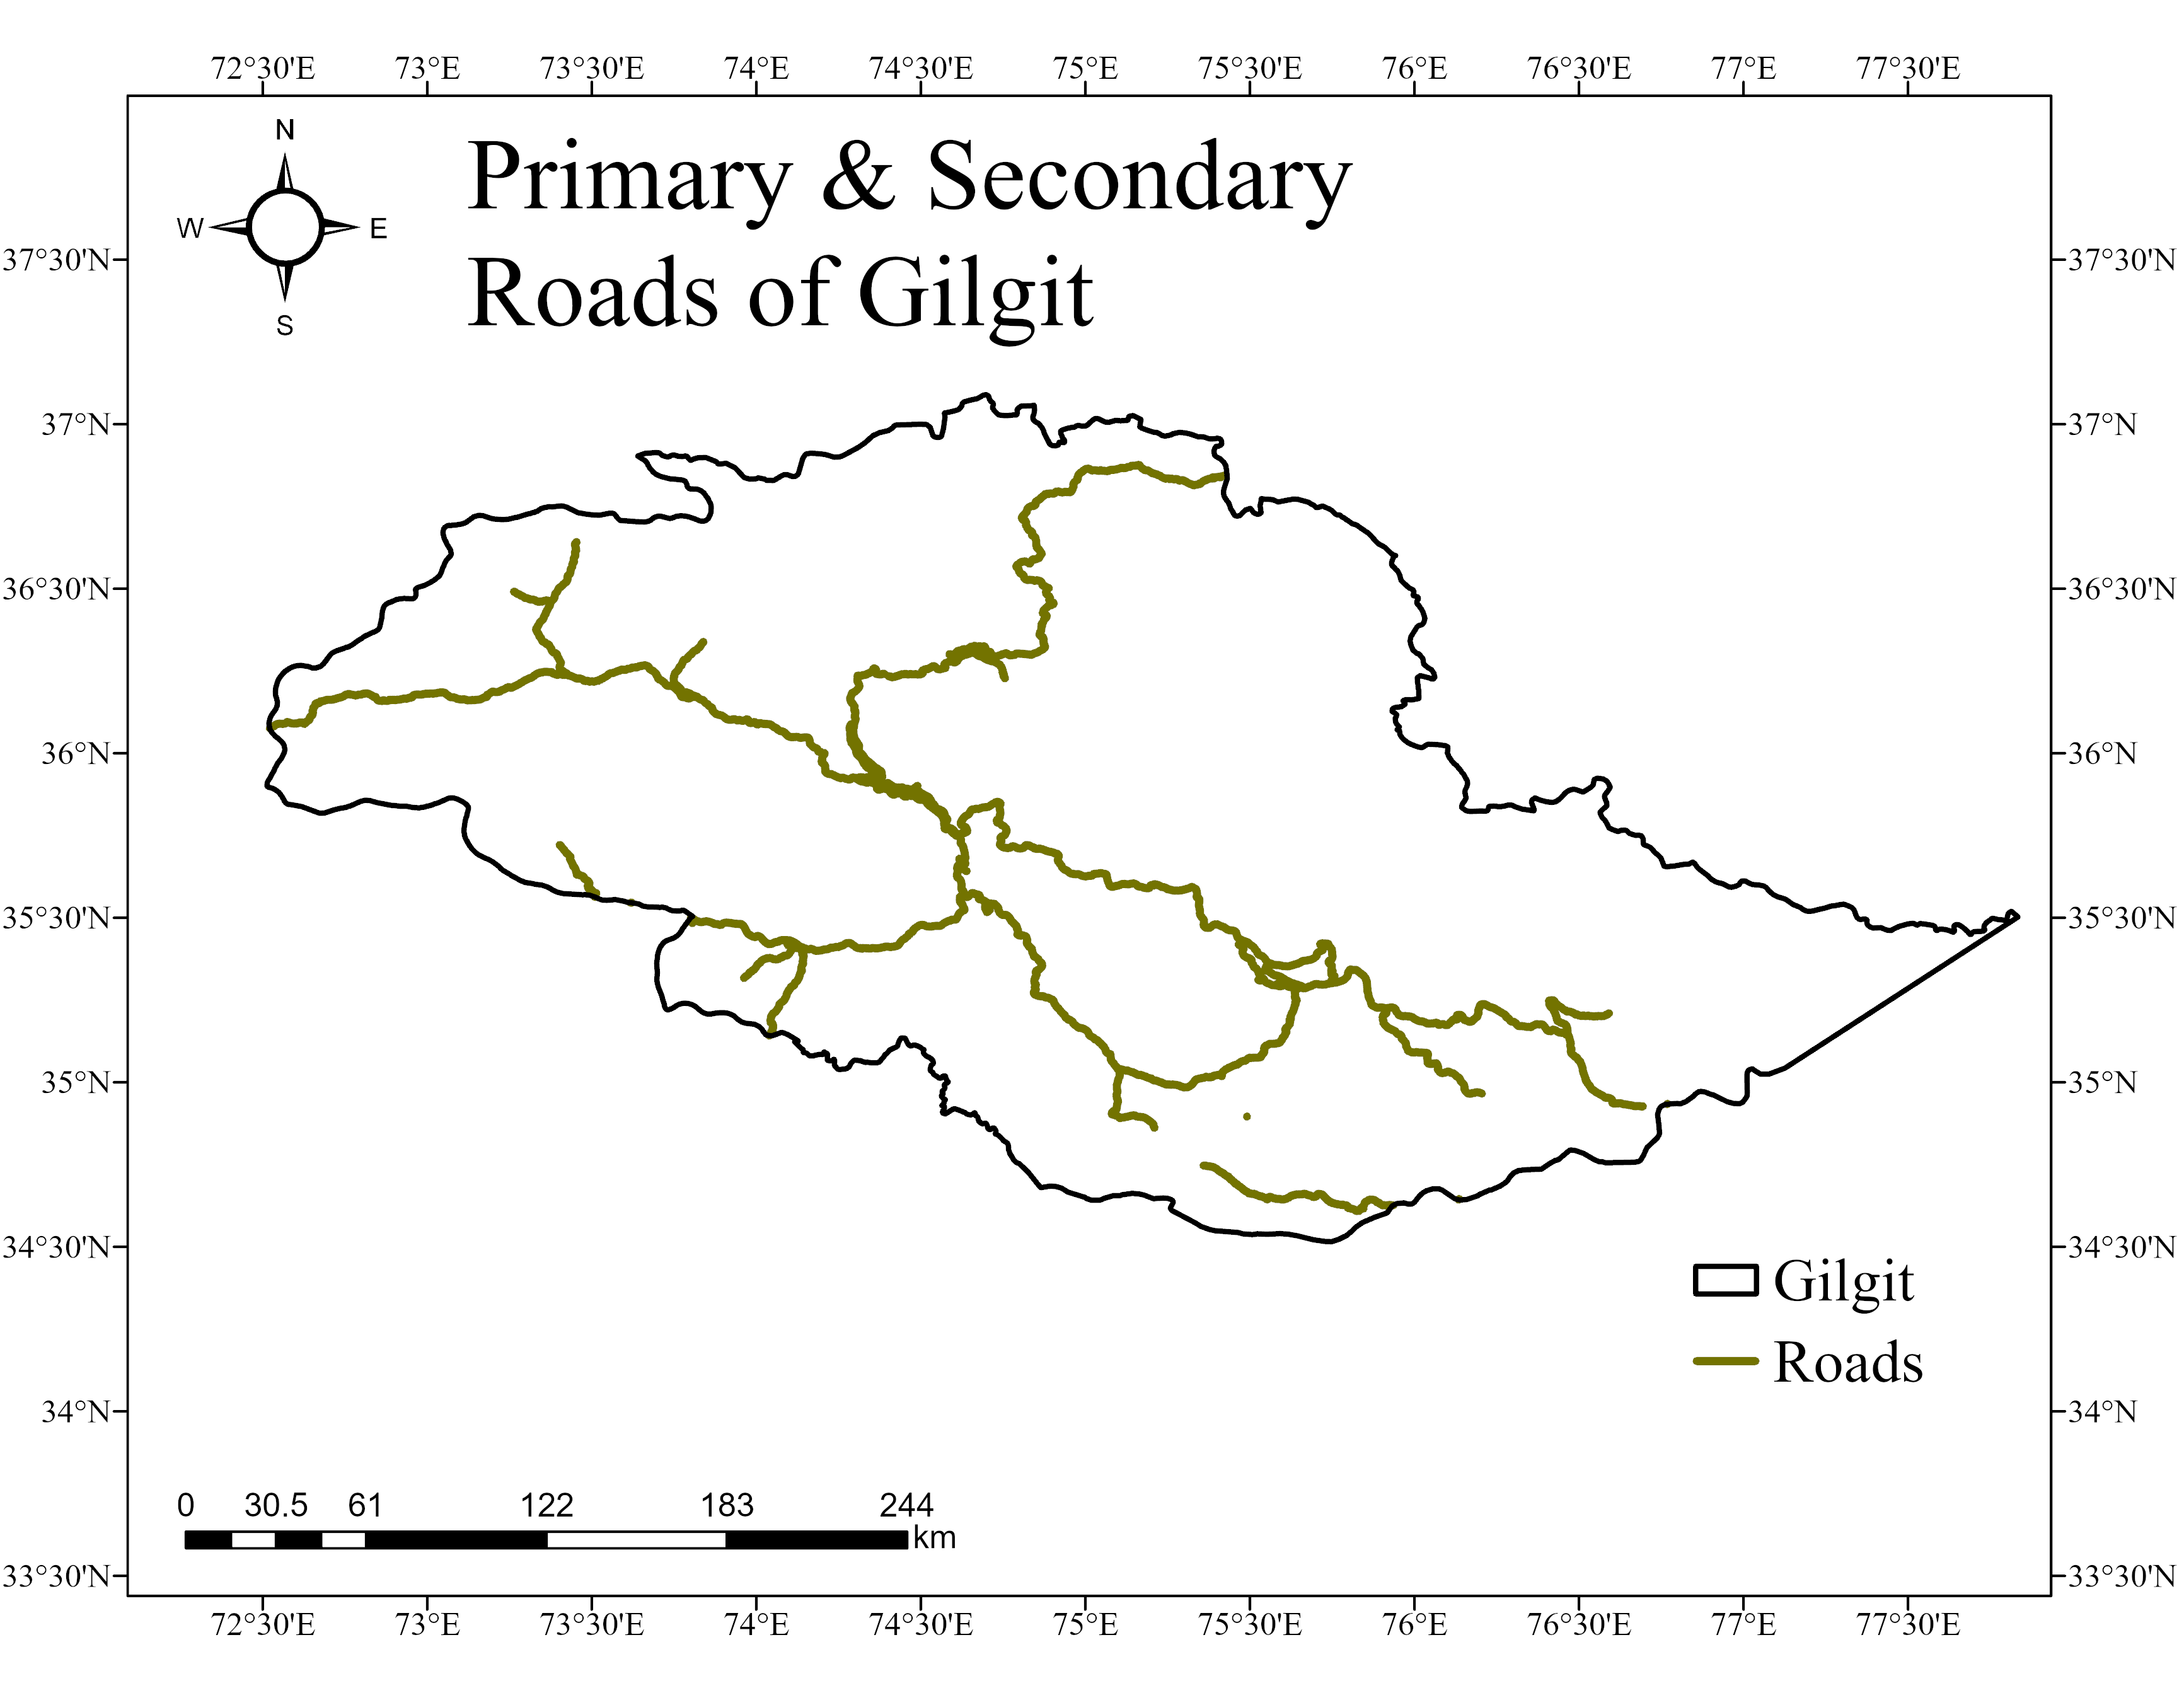 72°30'E 73°E 73°30'E 74°E 74°30'E 75°E 75°30'E 76°E 76°30'E 77°E 77°30'E
N
W E
S
Primary & Secondary
Roads of Gilgit
37°30'N 37°30'N
37°N 37°N
36°30'N 36°30'N
36°N 36°N
35°30'N 35°30'N
35°N 35°N
34°30'N 34°30'N
Gilgit
Roads
34°N 34°N
0 30.5 61 122 183 244
km
33°30'N 33°30'N
72°30'E 73°E 73°30'E 74°E 74°30'E 75°E 75°30'E 76°E 76°30'E 77°E 77°30'E